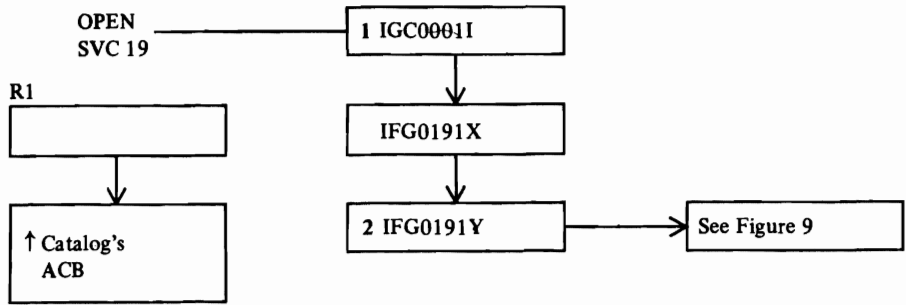 OPEN
SVC 19
1 IGC0001I
R1
IFG0191X
↑ Catalog's
ACB
2 IFG0191Y
See Figure 9